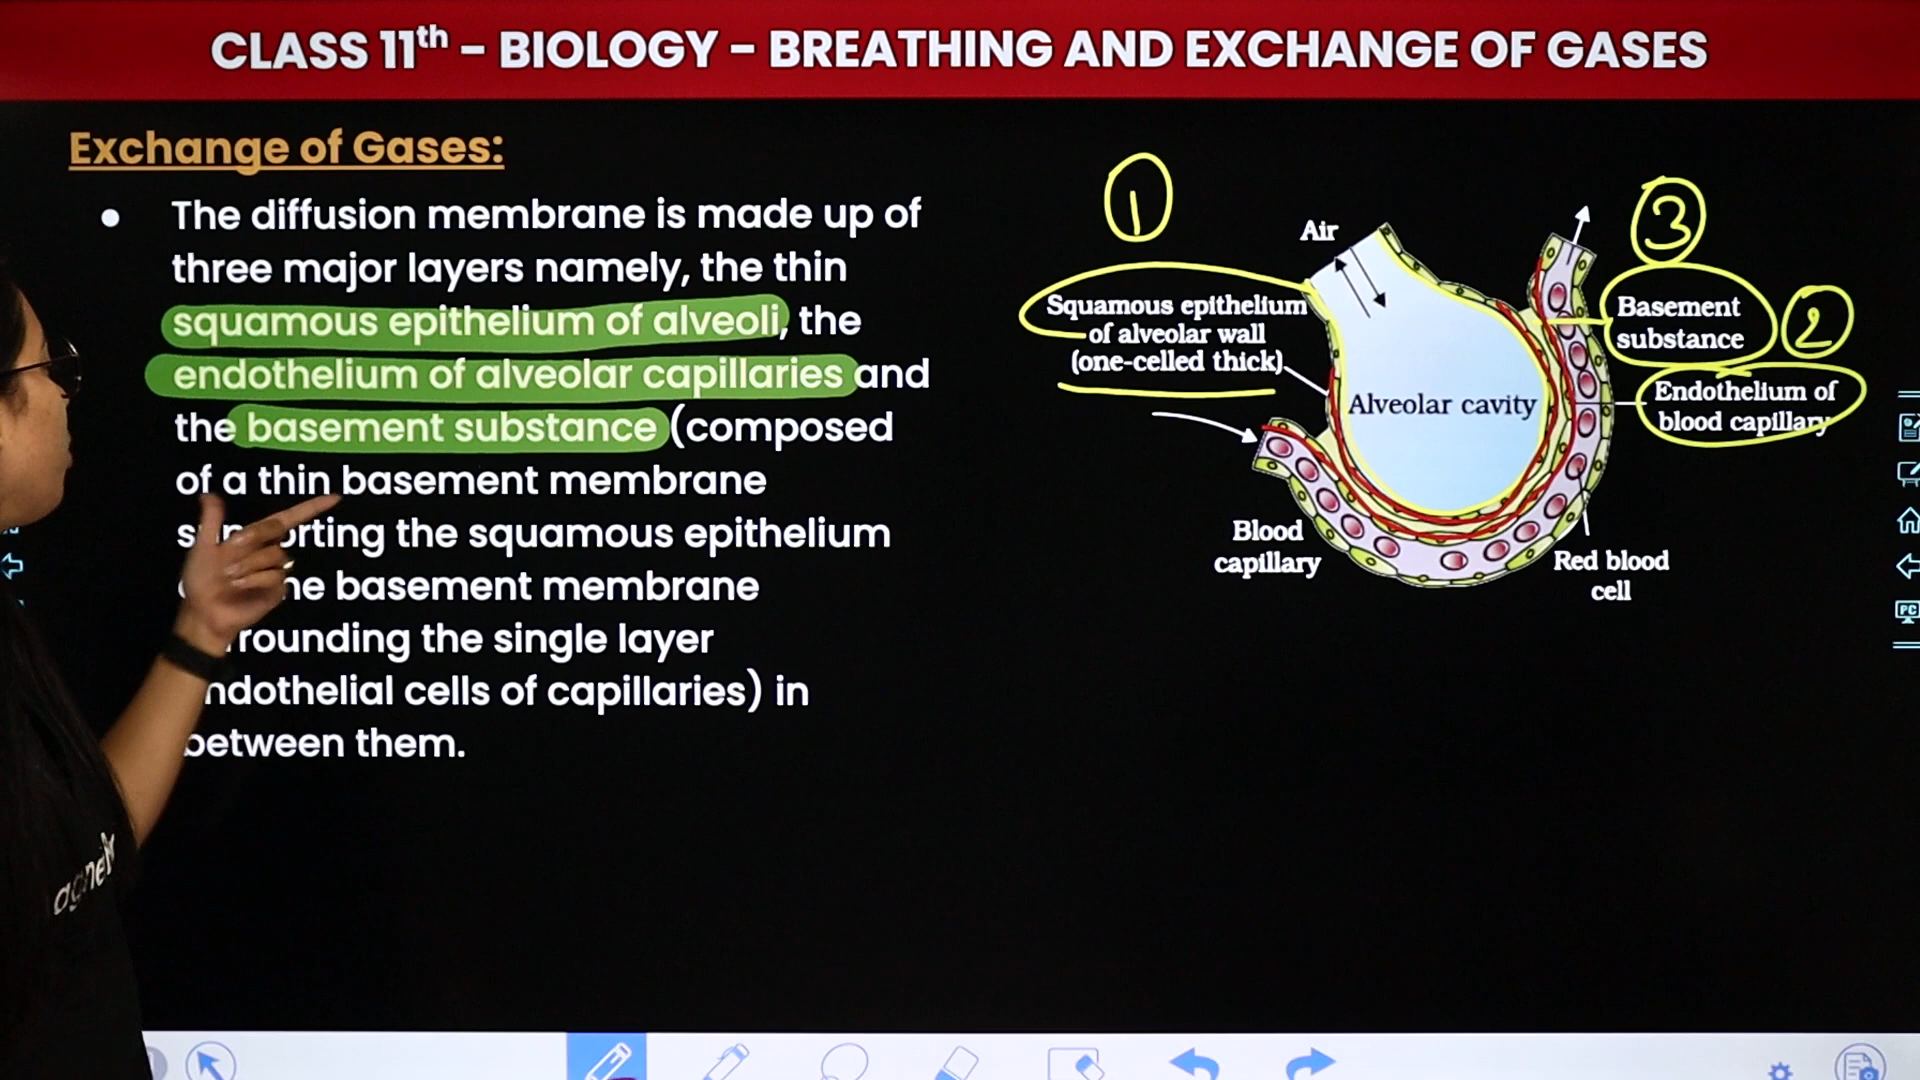 CLASS 11th – BIOLOGY – BREATHING AND EXCHANGE OF GASES
Exchange of Gases:
• The diffusion membrane is made up of
three major layers namely, the thin
squamous epithelium of alveoli, the
endothelium of alveolar capillaries and
the basement substance (composed
of a thin basement membrane
the squamous epithelium
basement membrane
the single layer
cells of capillaries) in
between them.
1
3
Air
Squamous epithelium
of alveolar wall
(one-celled thick)
Basement
substance
2
Endothelium of
blood capillary
Alveolar cavity
Blood
capillary
Red blood
cell
PC